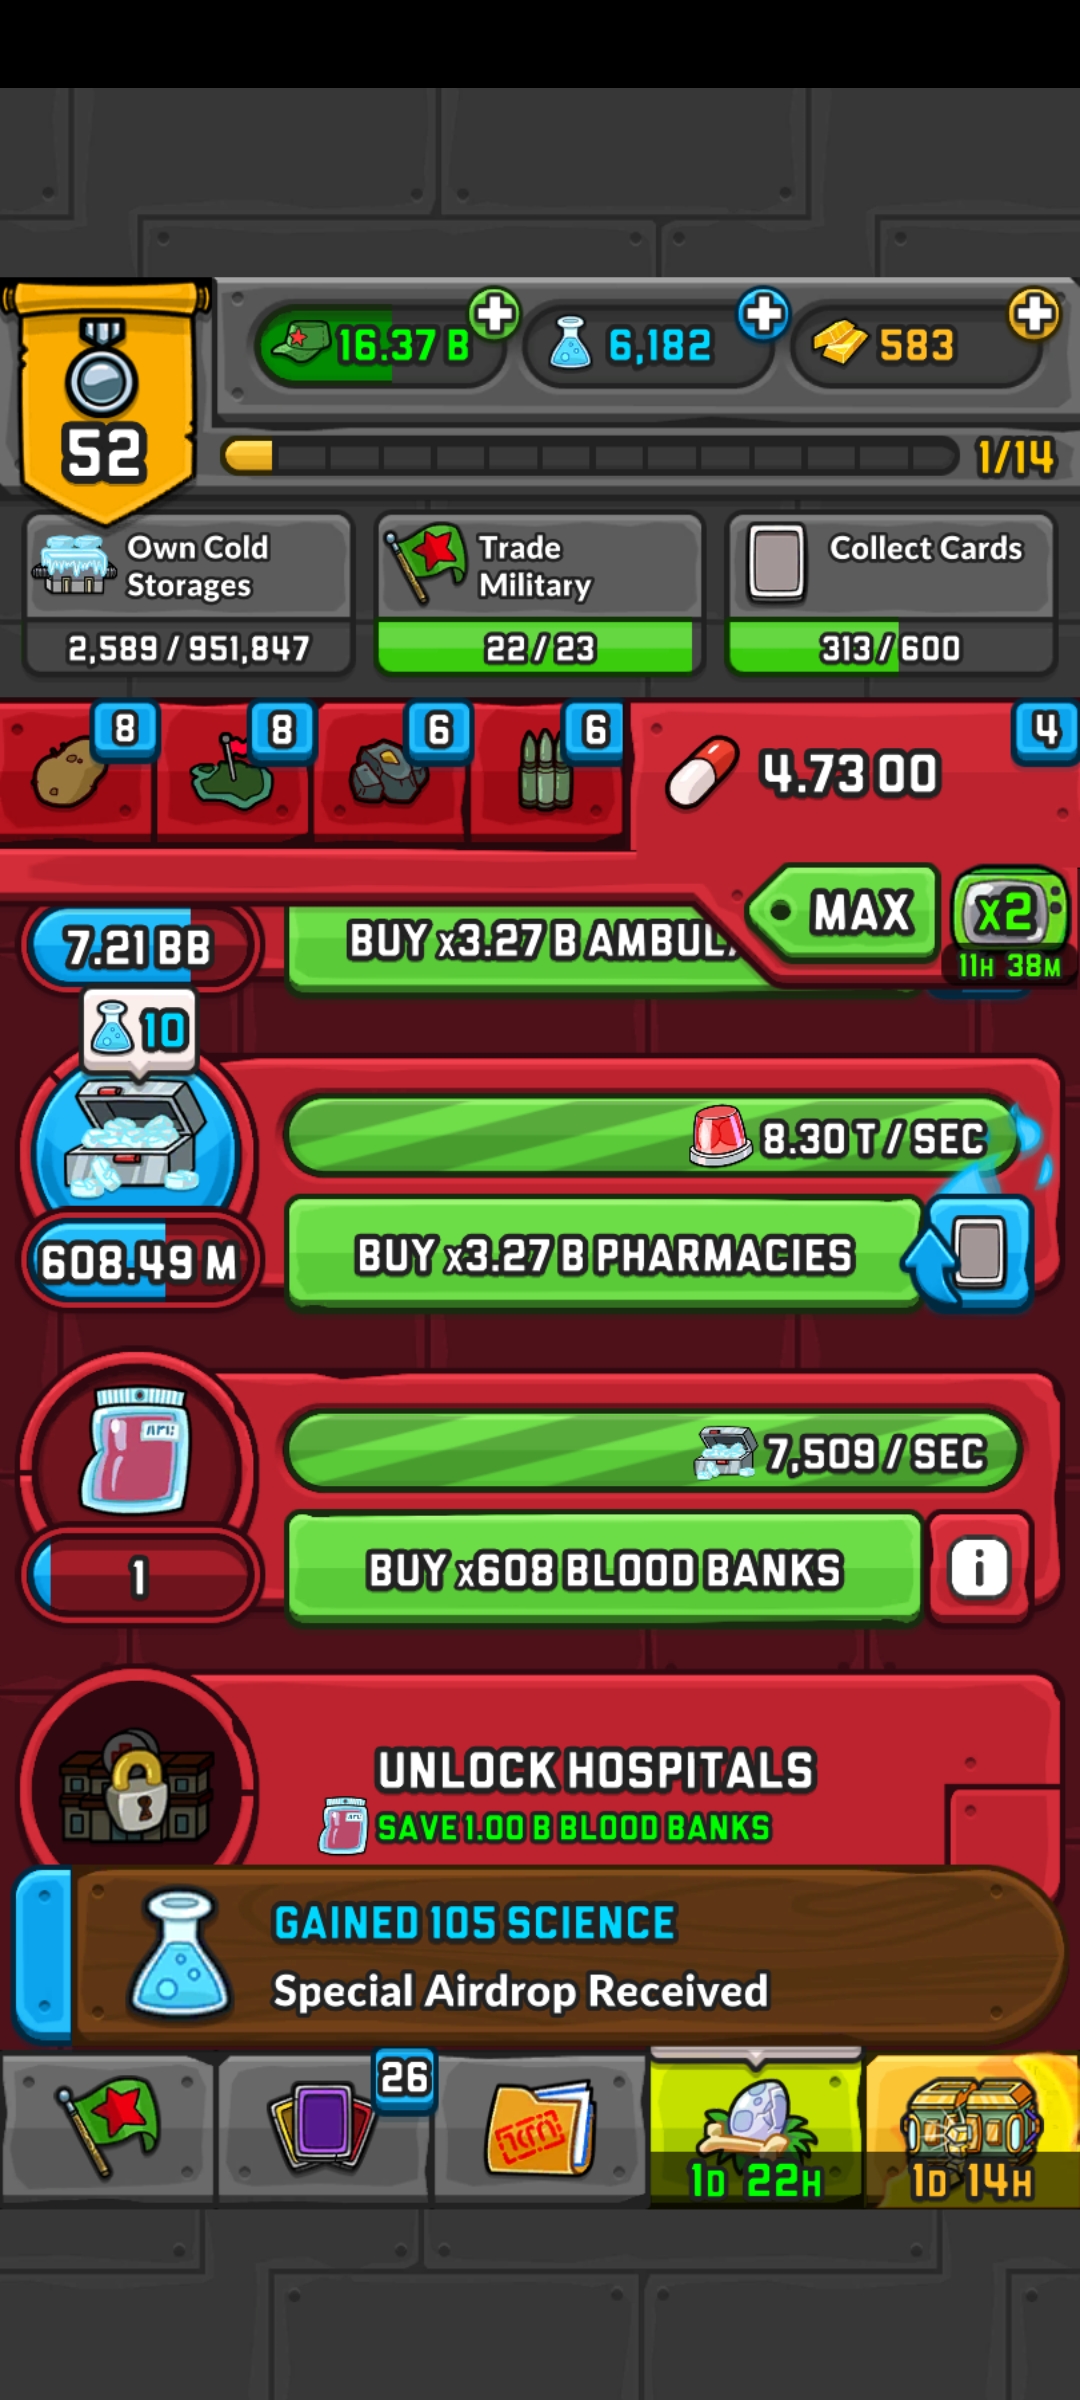 16.37 B
6,182
583
52
1/14
Own Cold
Storages
2,589 / 951,847
Trade
Military
22 / 23
Collect Cards
313 / 600
8
8
6
6
4
4.73 OO
MAX
x2
11H 38M
7.21 BB
BUY x3.27 B
10
8.30 T / SEC
608.49 M
BUY x3.27 B PHARMACIES
7,509 / SEC
1
BUY x608 BLOOD BANKS
i
UNLOCK HOSPITALS
SAVE 1.00 B BLOOD BANKS
GAINED 105 SCIENCE
Special Airdrop Received
26
1D 22H
1D 14H